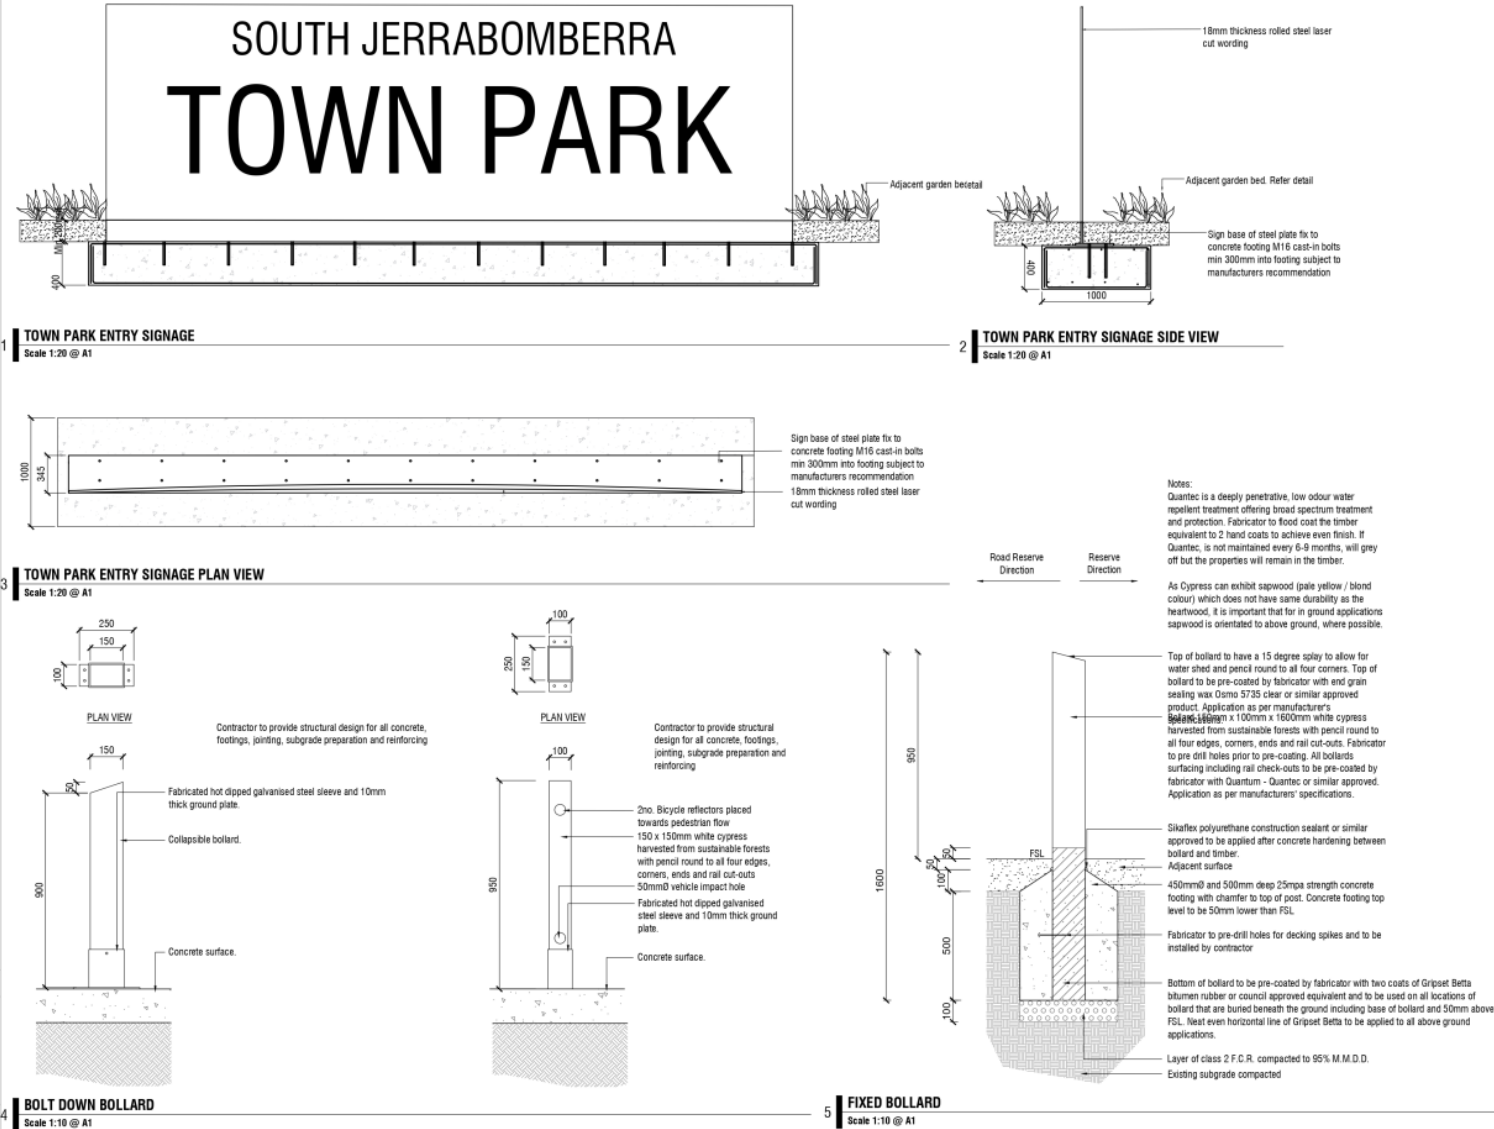 SOUTH JERRABOMBERRA
TOWN PARK
Adjacent garden be
etail
400
1
TOWN PARK ENTRY SIGNAGE
Scale 1:20 @ A1
18mm thickness rolled steel laser
cut wording
Adjacent garden bed. Refer detail
Sign base of steel plate fix to
concrete footing M16 cast-in bolts
min 300mm into footing subject to
manufacturers recommendation
400
1000
2
TOWN PARK ENTRY SIGNAGE SIDE VIEW
Scale 1:20 @ A1
1000
345
Sign base of steel plate fix to
concrete footing M16 cast-in bolts
min 300mm into footing subject to
manufacturers recommendation
18mm thickness rolled steel laser
cut wording
3
TOWN PARK ENTRY SIGNAGE PLAN VIEW
Scale 1:20 @ A1
250
150
100
PLAN VIEW
Contractor to provide structural design for all concrete,
footings, jointing, subgrade preparation and reinforcing
150
50
900
Fabricated hot dipped galvanised steel sleeve and 10mm
thick ground plate.
Collapsible bollard.
Concrete surface.
4
BOLT DOWN BOLLARD
Scale 1:10 @ A1
100
250
150
PLAN VIEW
Contractor to provide structural
design for all concrete, footings,
jointing, subgrade preparation and
reinforcing
100
950
2no. Bicycle reflectors placed
towards pedestrian flow
150 x 150mm white cypress
harvested from sustainable forests
with pencil round to all four edges,
corners, ends and rail cut-outs
50mmØ vehicle impact hole
Fabricated hot dipped galvanised
steel sleeve and 10mm thick ground
plate.
Concrete surface.
Road Reserve
Direction
Reserve
Direction
Notes:
Quantec is a deeply penetrative, low odour water
repellent treatment offering broad spectrum treatment
and protection. Fabricator to flood coat the timber
equivalent to 2 hand coats to achieve even finish. If
Quantec, is not maintained every 6-9 months, will grey
off but the properties will remain in the timber.
As Cypress can exhibit sapwood (pale yellow / blond
colour) which does not have same durability as the
heartwood, it is important that for in ground applications
sapwood is orientated to above ground, where possible.
Top of bollard to have a 15 degree splay to allow for
water shed and pencil round to all four corners. Top of
bollard to be pre-coated by fabricator with end grain
sealing wax Osmo 5735 clear or similar approved
product. Application as per manufacturer's
x 100mm x 1600mm white cypress
harvested from sustainable forests with pencil round to
all four edges, corners, ends and rail cut-outs. Fabricator
to pre drill holes prior to pre-coating. All bollards
surfacing including rail check-outs to be pre-coated by
fabricator with Quantum - Quantec or similar approved.
Application as per manufacturers' specifications.
Sikaflex polyurethane construction sealant or similar
approved to be applied after concrete hardening between
bollard and timber.
Adjacent surface
450mmØ and 500mm deep 25mpa strength concrete
footing with chamfer to top of post. Concrete footing top
level to be 50mm lower than FSL
Fabricator to pre-drill holes for decking spikes and to be
installed by contractor
Bottom of bollard to be pre-coated by fabricator with two coats of Gripset Betta
bitumen rubber or council approved equivalent and to be used on all locations of
bollard that are buried beneath the ground including base of bollard and 50mm above
FSL. Neat even horizontal line of Gripset Betta to be applied to all above ground
applications.
Layer of class 2 F.C.R. compacted to 95% M.M.D.D.
Existing subgrade compacted
1600
950
FSL
50
50
100
500
100
5
FIXED BOLLARD
Scale 1:10 @ A1